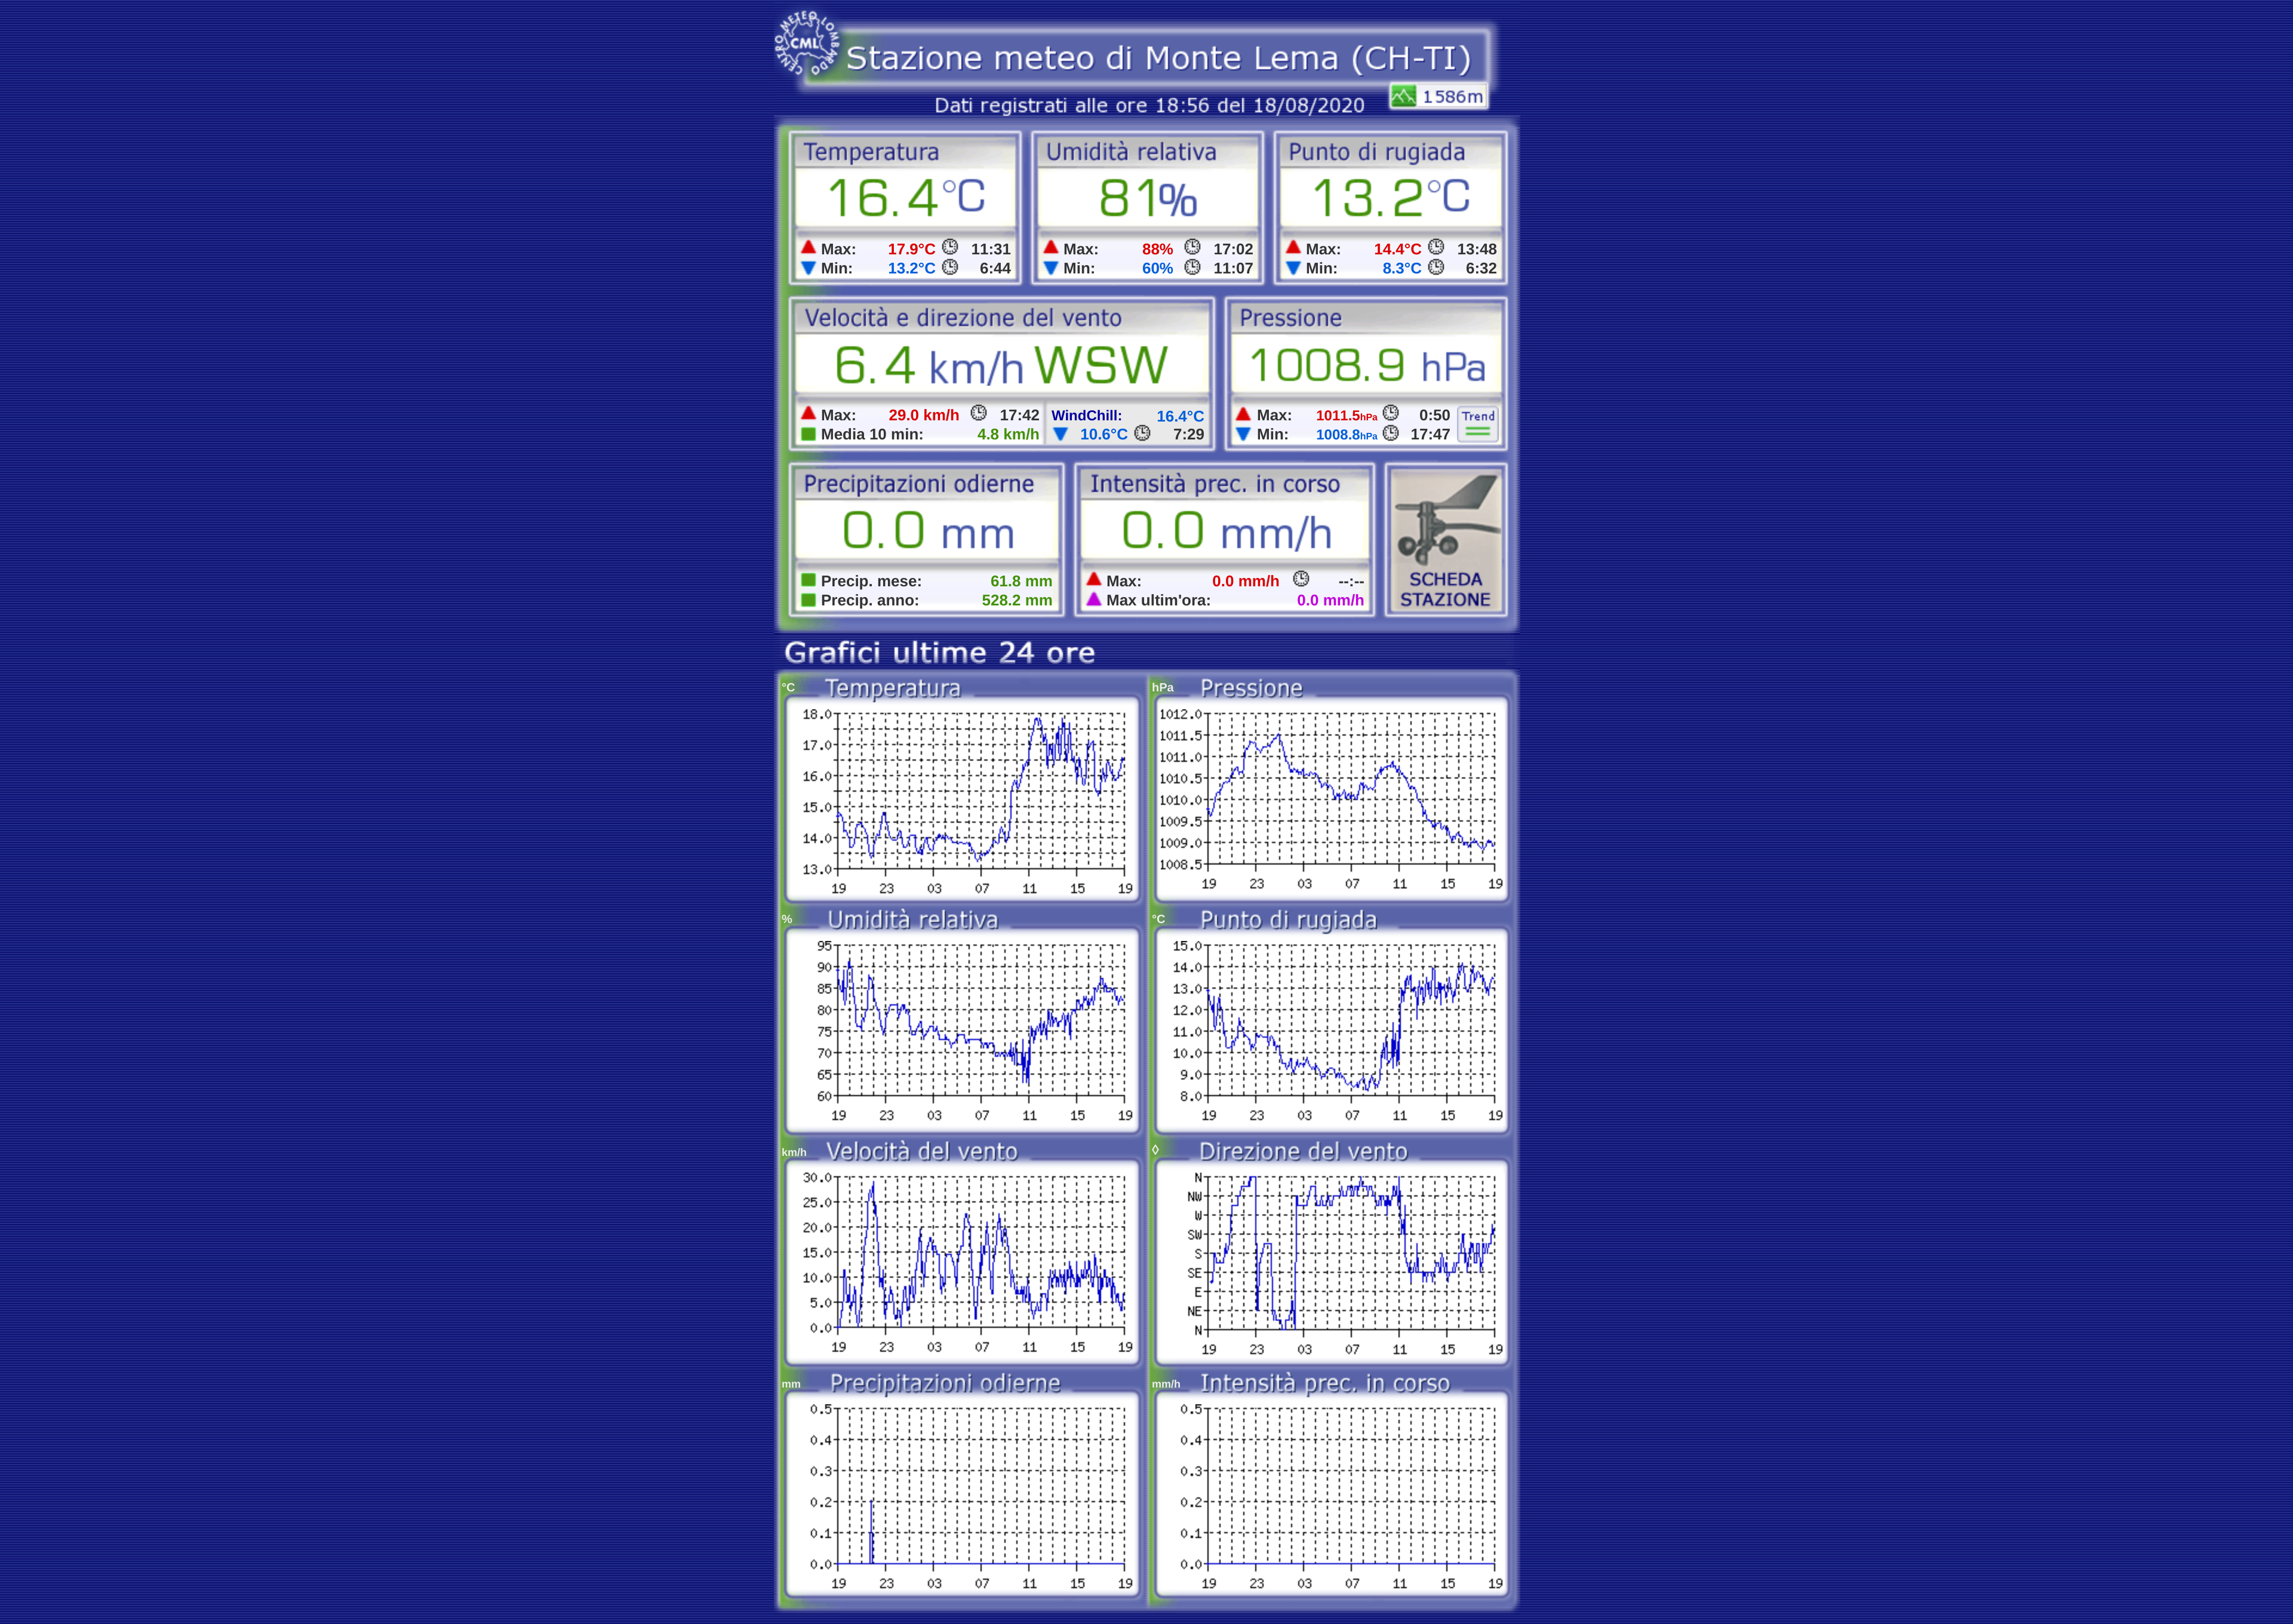 CENTRO METEO LOMBARDO
CML
Stazione meteo di Monte Lema (CH-TI)
Dati registrati alle ore 18:56 del 18/08/2020
1586m
Temperatura
16.4°C
Max: 17.9°C 11:31
Min: 13.2°C 6:44
Umidità relativa
81%
Max: 88% 17:02
Min: 60% 11:07
Punto di rugiada
13.2°C
Max: 14.4°C 13:48
Min: 8.3°C 6:32
Velocità e direzione del vento
6.4 km/h WSW
Max: 29.0 km/h 17:42
Media 10 min: 4.8 km/h
WindChill: 16.4°C
10.6°C 7:29
Pressione
1008.9 hPa
Max: 1011.5hPa 0:50
Min: 1008.8hPa 17:47
Trend
Precipitazioni odierne
0.0 mm
Precip. mese: 61.8 mm
Precip. anno: 528.2 mm
Intensità prec. in corso
0.0 mm/h
Max: 0.0 mm/h --:--
Max ultim'ora: 0.0 mm/h
SCHEDA
STAZIONE
Grafici ultime 24 ore
°C Temperatura
18.0
17.0
16.0
15.0
14.0
13.0
19 23 03 07 11 15 19
hPa Pressione
1012.0
1011.5
1011.0
1010.5
1010.0
1009.5
1009.0
1008.5
19 23 03 07 11 15 19
% Umidità relativa
95
90
85
80
75
70
65
60
19 23 03 07 11 15 19
°C Punto di rugiada
15.0
14.0
13.0
12.0
11.0
10.0
9.0
8.0
19 23 03 07 11 15 19
km/h Velocità del vento
30.0
25.0
20.0
15.0
10.0
5.0
0.0
19 23 03 07 11 15 19
◊ Direzione del vento
N
NW
W
SW
S
SE
E
NE
N
19 23 03 07 11 15 19
mm Precipitazioni odierne
0.5
0.4
0.3
0.2
0.1
0.0
19 23 03 07 11 15 19
mm/h Intensità prec. in corso
0.5
0.4
0.3
0.2
0.1
0.0
19 23 03 07 11 15 19